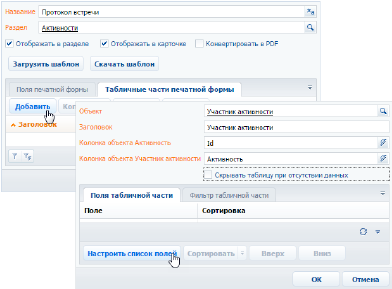 Название Протокол встречи
Раздел Активности
Отображать в разделе Отображать в карточке Конвертировать в PDF
Загрузить шаблон Скачать шаблон
Поля печатной формы Табличные части печатной формы
Добавить
Заголовок
Объект Участник активности
Заголовок Участник активности
Колонка объекта Активность Id
Колонка объекта Участник активности Активность
Скрывать таблицу при отсутствии данных
Поля табличной части Фильтр табличной части
Поле Сортировка
Настроить список полей Сортировать Вверх Вниз
ОК Отмена